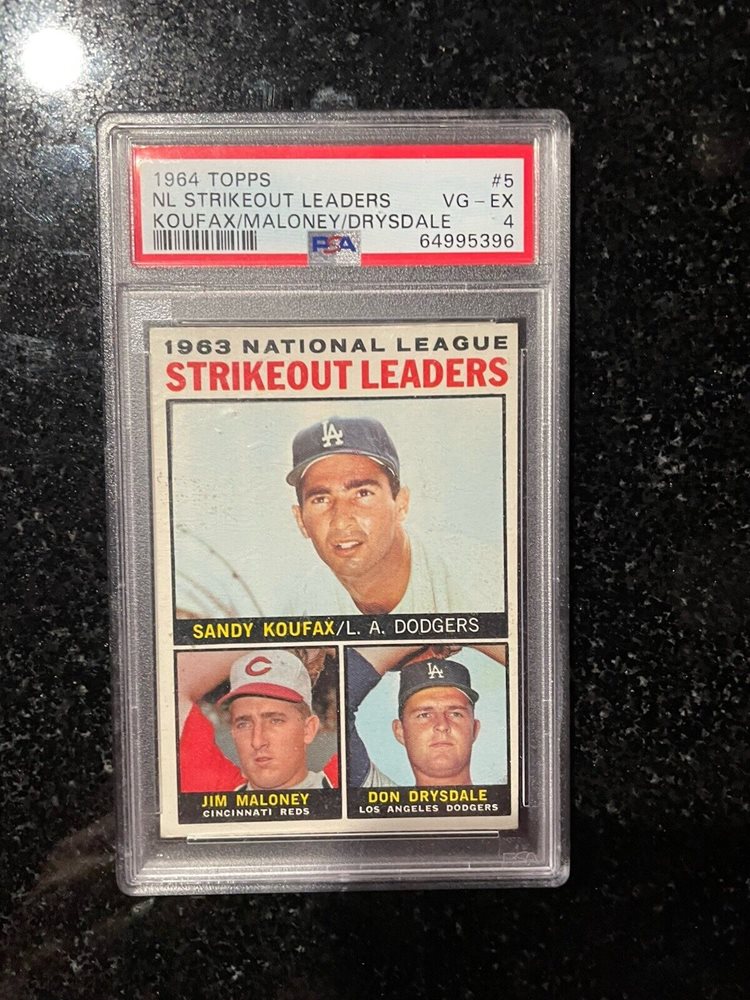 1964 TOPPS #5
NL STRIKEOUT LEADERS VG-EX
KOUFAX/MALONEY/DRYSDALE 4
PSA 64995396
1963 NATIONAL LEAGUE
STRIKEOUT LEADERS
LA
SANDY KOUFAX/L. A. DODGERS
C
LA
JIM MALONEY
CINCINNATI REDS
DON DRYSDALE
LOS ANGELES DODGERS
PSA